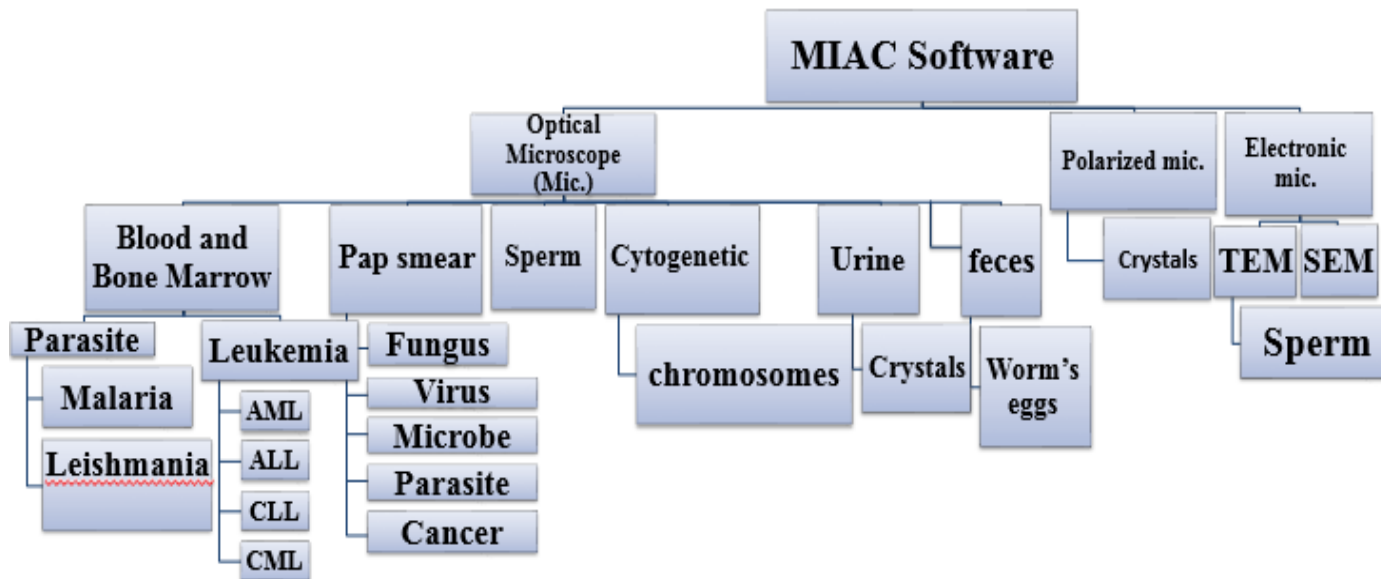 MIAC Software
Optical
Microscope
(Mic.)
Polarized mic.
Electronic
mic.
Blood and
Bone Marrow
Pap smear
Sperm
Cytogenetic
Urine
feces
Crystals
TEM
SEM
Parasite
Leukemia
Fungus
chromosomes
Crystals
Worm's
eggs
Sperm
Malaria
Leishmania
AML
ALL
CLL
CML
Virus
Microbe
Parasite
Cancer